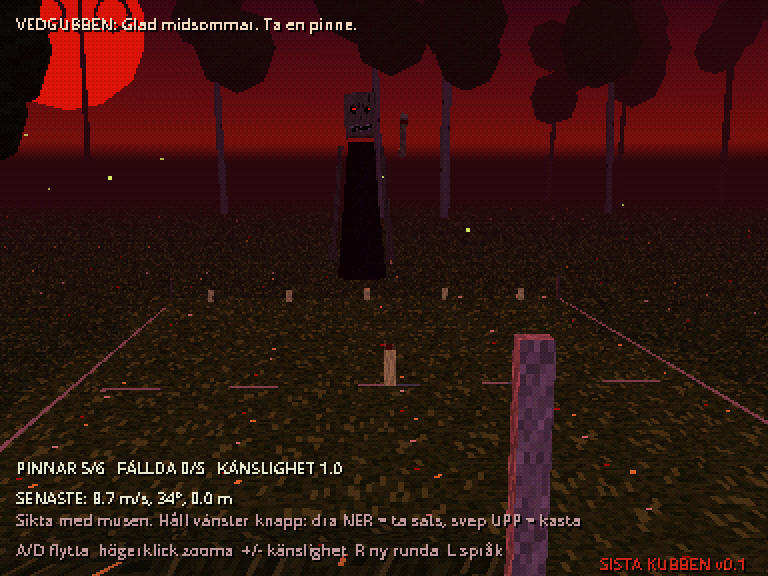 VEDGUBBEN: Glad midsommar. Ta en pinne.
PINNAR 5/6 FÄLLDA 0/5 KÄNSLIGHET 1.0
SENASTE: 8.7 m/s, 34°, 0.0 m
Sikta med musen. Håll vänster knapp: dra NER = ta sats, svep UPP = kasta
A/D flytta högerklick zooma +/- känslighet R ny runda L språk
SISTA KUBBEN v0.1